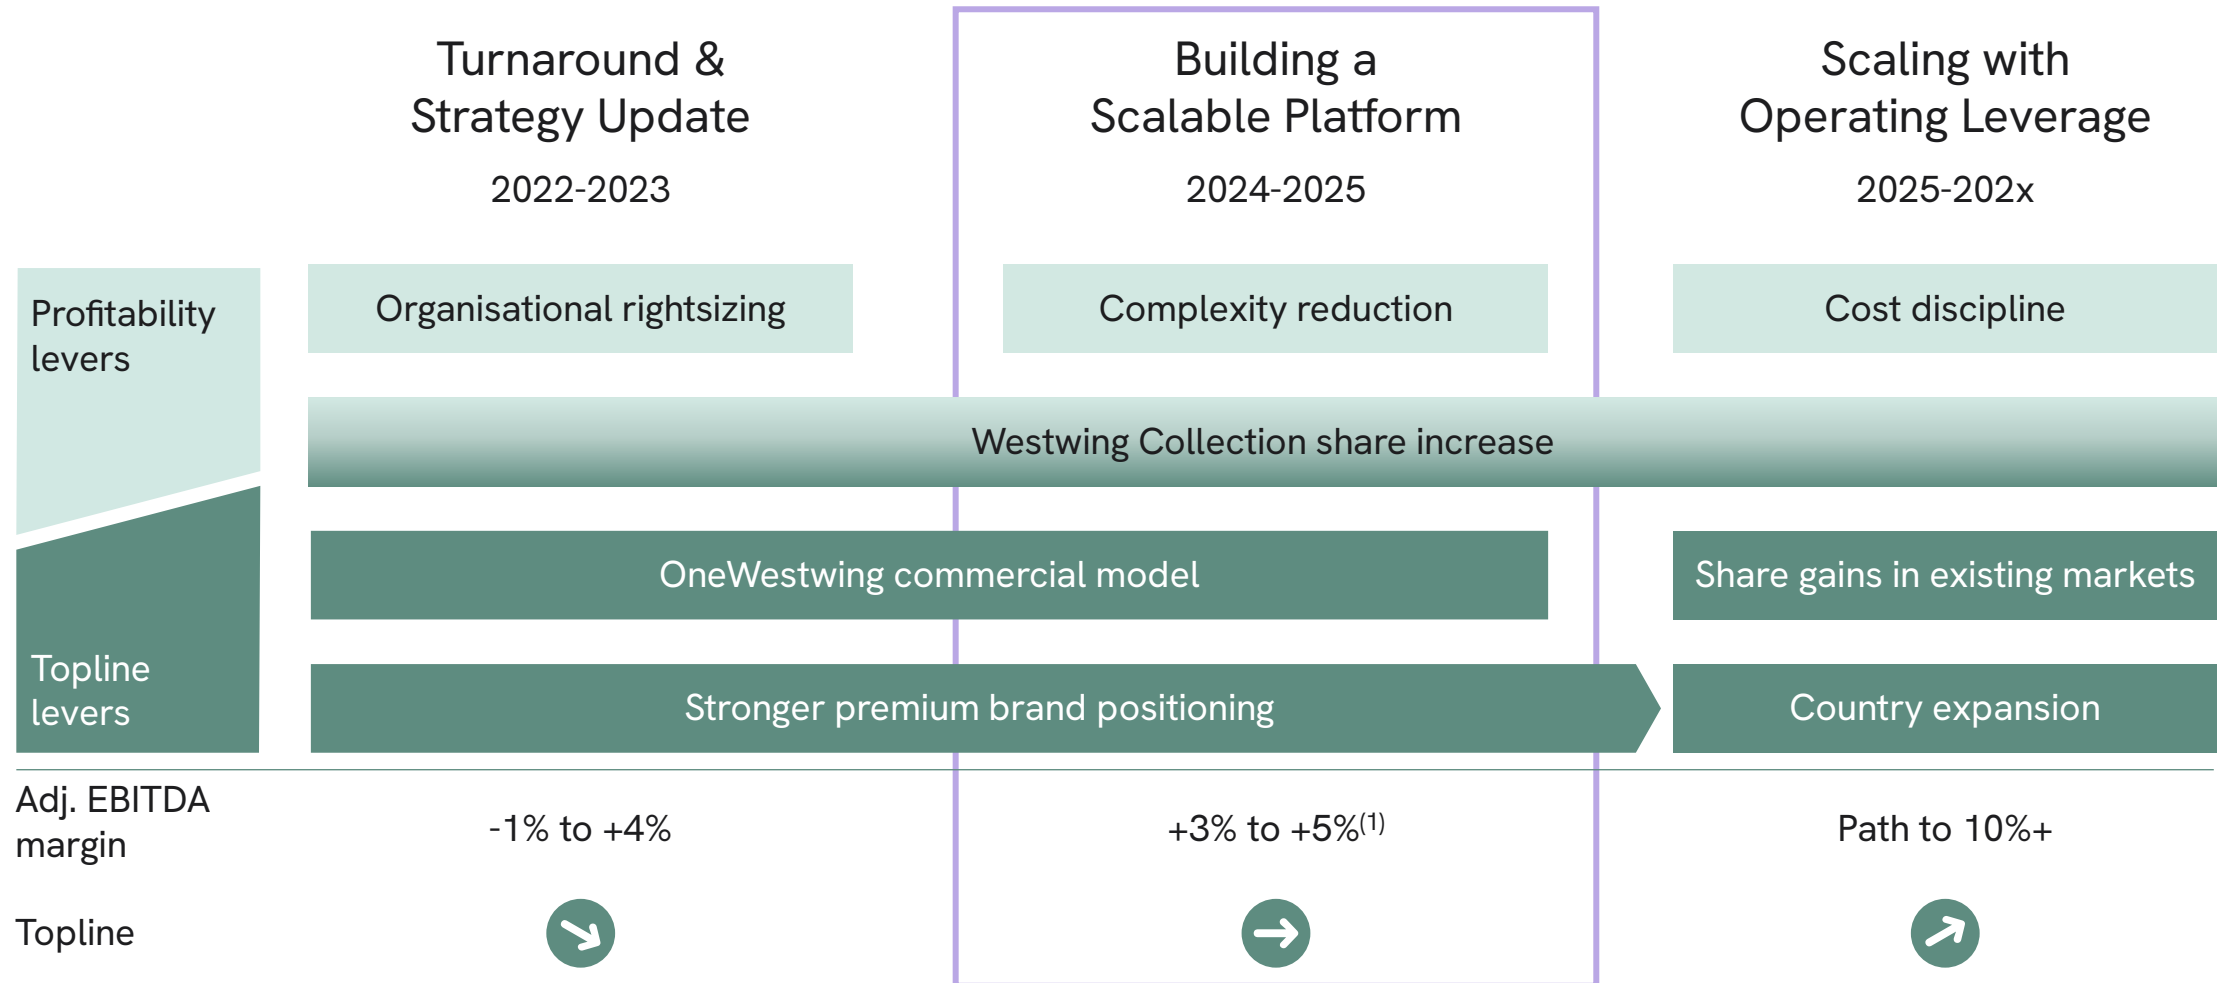 Turnaround &
Strategy Update
2022-2023
Building a
Scalable Platform
2024-2025
Scaling with
Operating Leverage
2025-202x
Profitability
levers
Organisational rightsizing
Complexity reduction
Cost discipline
Westwing Collection share increase
OneWestwing commercial model
Share gains in existing markets
Topline
levers
Stronger premium brand positioning
Country expansion
Adj. EBITDA
margin
-1% to +4%
+3% to +5%(1)
Path to 10%+
Topline